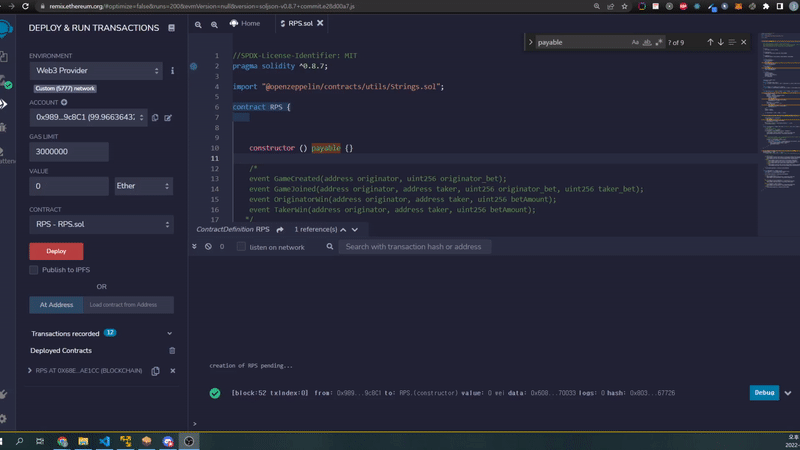 remix.ethereum.org/#optimize=false&runs=200&evmVersion=null&version=soljson-v0.8.7+commit.e28d00a7.js
DEPLOY & RUN TRANSACTIONS
ENVIRONMENT
Web3 Provider
Custom (5777) network
ACCOUNT
0x989...9c8C1 (99.96636432
GAS LIMIT
3000000
VALUE
0
Ether
CONTRACT
RPS - RPS.sol
Deploy
Publish to IPFS
OR
At Address
Load contract from Address
Transactions recorded 12
Deployed Contracts
RPS AT 0X68E...AE1CC (BLOCKCHAIN)
Home
RPS.sol
payable
Aa
? of 9
1 //SPDX-License-Identifier: MIT
2 pragma solidity ^0.8.7;
3
4 import "@openzeppelin/contracts/utils/Strings.sol";
5
6 contract RPS {
7
8
9
10 constructor () payable {}
11
12 /*
13 event GameCreated(address originator, uint256 originator_bet);
14 event GameJoined(address originator, address taker, uint256 originator_bet, uint256 taker_bet);
15 event OriginatorWin(address originator, address taker, uint256 betAmount);
16 event TakerWin(address originator, address taker, uint256 betAmount);
17 */
ContractDefinition RPS
1 reference(s)
0
listen on network
Search with transaction hash or address
creation of RPS pending...
[block:52 txIndex:0] from: 0x989...9c8C1 to: RPS.(constructor) value: 0 wei data: 0x608...70033 logs: 0 hash: 0x803...67726
Debug
>
오후
2022-